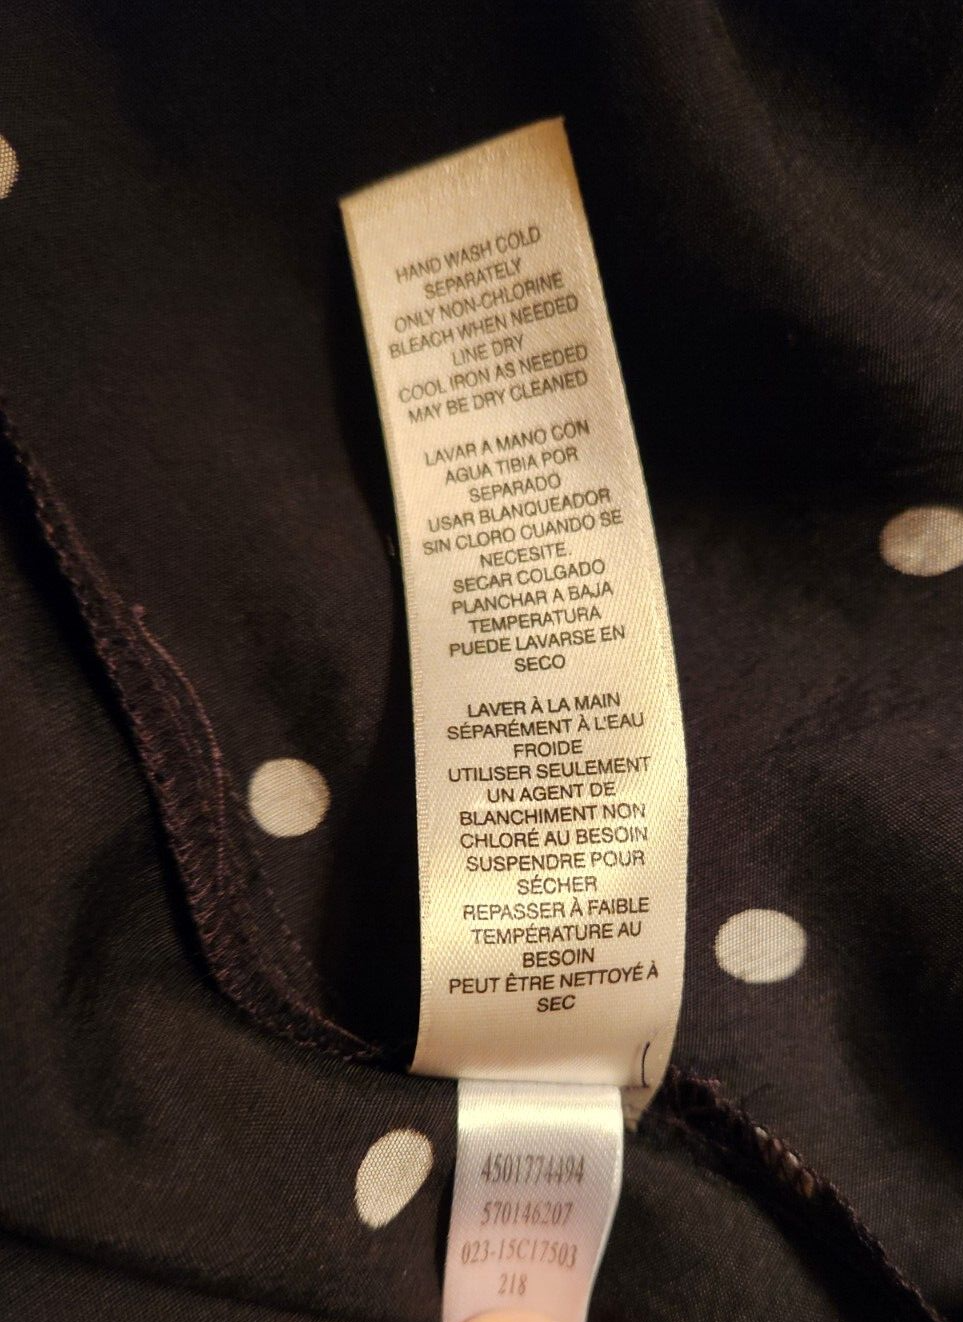 HAND WASH COLD
SEPARATELY
ONLY NON-CHLORINE
BLEACH WHEN NEEDED
LINE DRY
COOL IRON AS NEEDED
MAY BE DRY CLEANED
LAVAR A MANO CON
AGUA TIBIA POR
SEPARADO
USAR BLANQUEADOR
SIN CLORO CUANDO SE
NECESITE.
SECAR COLGADO
PLANCHAR A BAJA
TEMPERATURA
PUEDE LAVARSE EN
SECO
LAVER À LA MAIN
SÉPARÉMENT À L'EAU
FROIDE
UTILISER SEULEMENT
UN AGENT DE
BLANCHIMENT NON
CHLORÉ AU BESOIN
SUSPENDRE POUR
SÉCHER
REPASSER À FAIBLE
TEMPÉRATURE AU
BESOIN
PEUT ÊTRE NETTOYÉ À
SEC
4501774494
570146207
023-15C17503
218